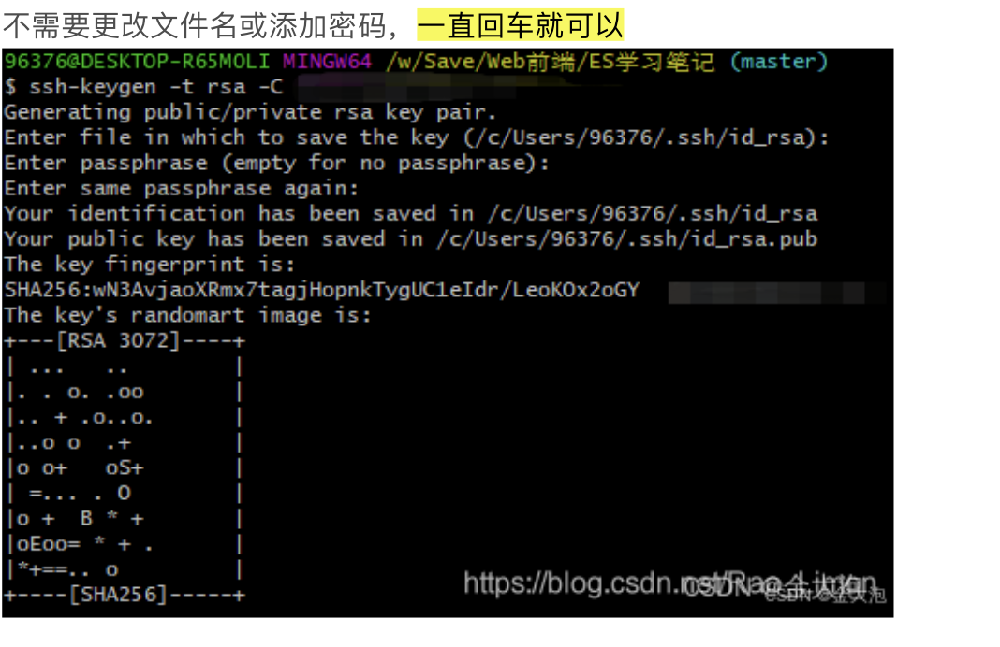 不需要更改文件名或添加密码，一直回车就可以
96376@DESKTOP-R65MOLI MINGW64 /w/Save/Web前端/ES学习笔记 (master)
$ ssh-keygen -t rsa -C
Generating public/private rsa key pair.
Enter file in which to save the key (/c/Users/96376/.ssh/id_rsa):
Enter passphrase (empty for no passphrase):
Enter same passphrase again:
Your identification has been saved in /c/Users/96376/.ssh/id_rsa
Your public key has been saved in /c/Users/96376/.ssh/id_rsa.pub
The key fingerprint is:
SHA256:wN3AvjaoXRmx7tagjHopnkTygUC1eIdr/LeoKOx2oGY
The key's randomart image is:
+---[RSA 3072]----+
| ...   ..        |
|. . o. .oo       |
|.. + .o..o.      |
|..o o  .+        |
|o o+   oS+       |
| =... . O        |
|o +  B * +       |
|oEoo= * + .      |
|*+==.. o         |
+----[SHA256]-----+
https://blog.csdn.net/Rao_Limon